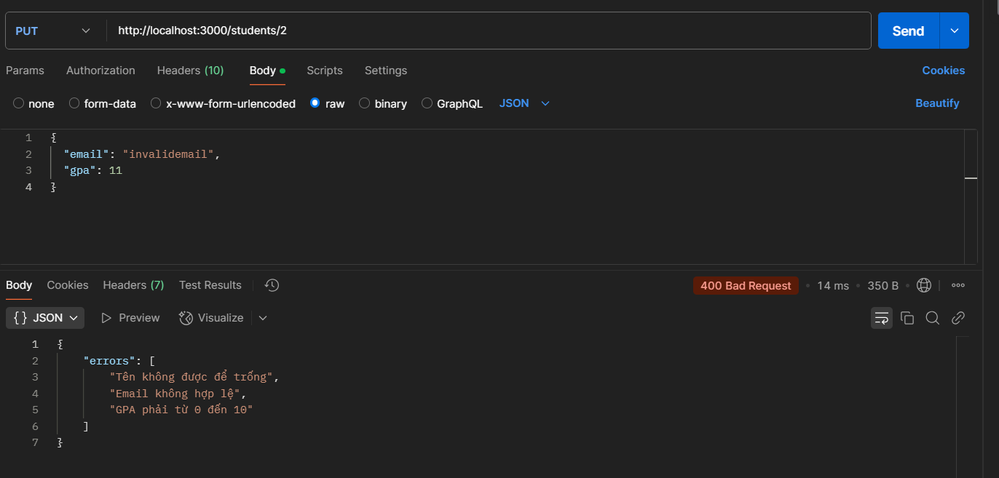 PUT http://localhost:3000/students/2 Send
Params Authorization Headers (10) Body Scripts Settings Cookies
none form-data x-www-form-urlencoded raw binary GraphQL JSON Beautify
1 {
2 "email": "invalidemail",
3 "gpa": 11
4 }
Body Cookies Headers (7) Test Results 400 Bad Request • 14 ms • 350 B •
{} JSON Preview Visualize
1 {
2 "errors": [
3 "Tên không được để trống",
4 "Email không hợp lệ",
5 "GPA phải từ 0 đến 10"
6 ]
7 }